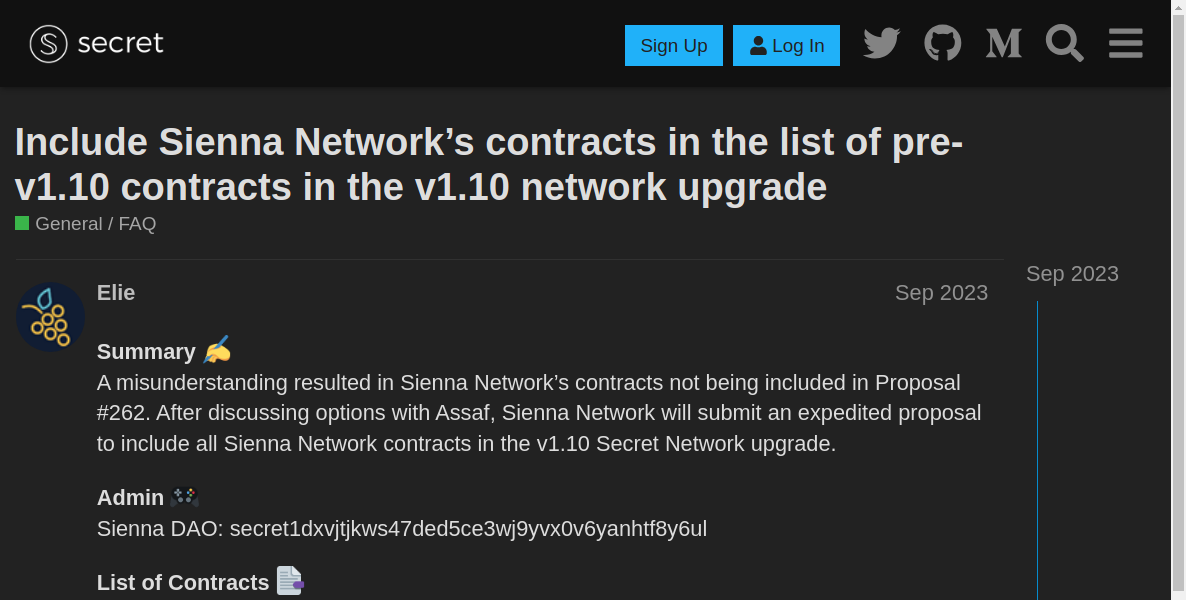 secret
Sign Up
Log In
Include Sienna Network’s contracts in the list of pre-
v1.10 contracts in the v1.10 network upgrade
General / FAQ
Sep 2023
Elie
Sep 2023
Summary
A misunderstanding resulted in Sienna Network’s contracts not being included in Proposal
#262. After discussing options with Assaf, Sienna Network will submit an expedited proposal
to include all Sienna Network contracts in the v1.10 Secret Network upgrade.
Admin
Sienna DAO: secret1dxvjtjkws47ded5ce3wj9yvx0v6yanhtf8y6ul
List of Contracts